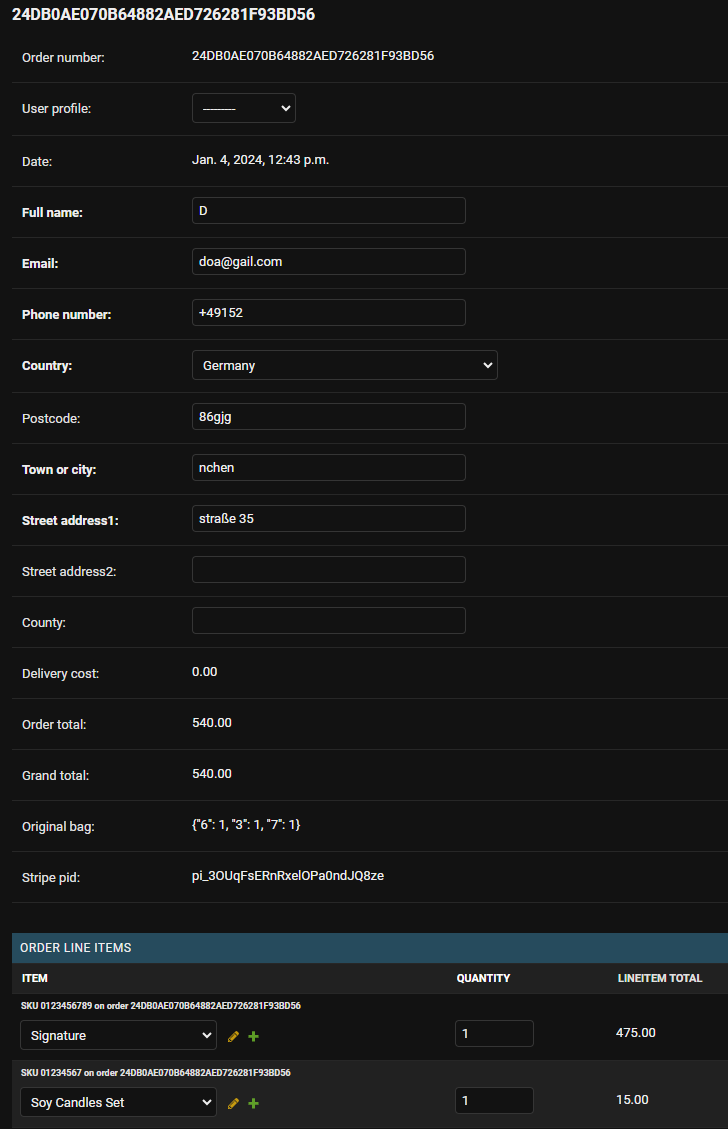 24DB0AE070B64882AED726281F93BD56
Order number: 24DB0AE070B64882AED726281F93BD56
User profile: ---------
Date: Jan. 4, 2024, 12:43 p.m.
Full name: D
Email: doa@gail.com
Phone number: +49152
Country: Germany
Postcode: 86gjg
Town or city: nchen
Street address1: straße 35
Street address2:
County:
Delivery cost: 0.00
Order total: 540.00
Grand total: 540.00
Original bag: {"6": 1, "3": 1, "7": 1}
Stripe pid: pi_3OUqFsERnRxelOPa0ndJQ8ze
ORDER LINE ITEMS
ITEM QUANTITY LINEITEM TOTAL
SKU 0123456789 on order 24DB0AE070B64882AED726281F93BD56
Signature 1 475.00
SKU 01234567 on order 24DB0AE070B64882AED726281F93BD56
Soy Candles Set 1 15.00